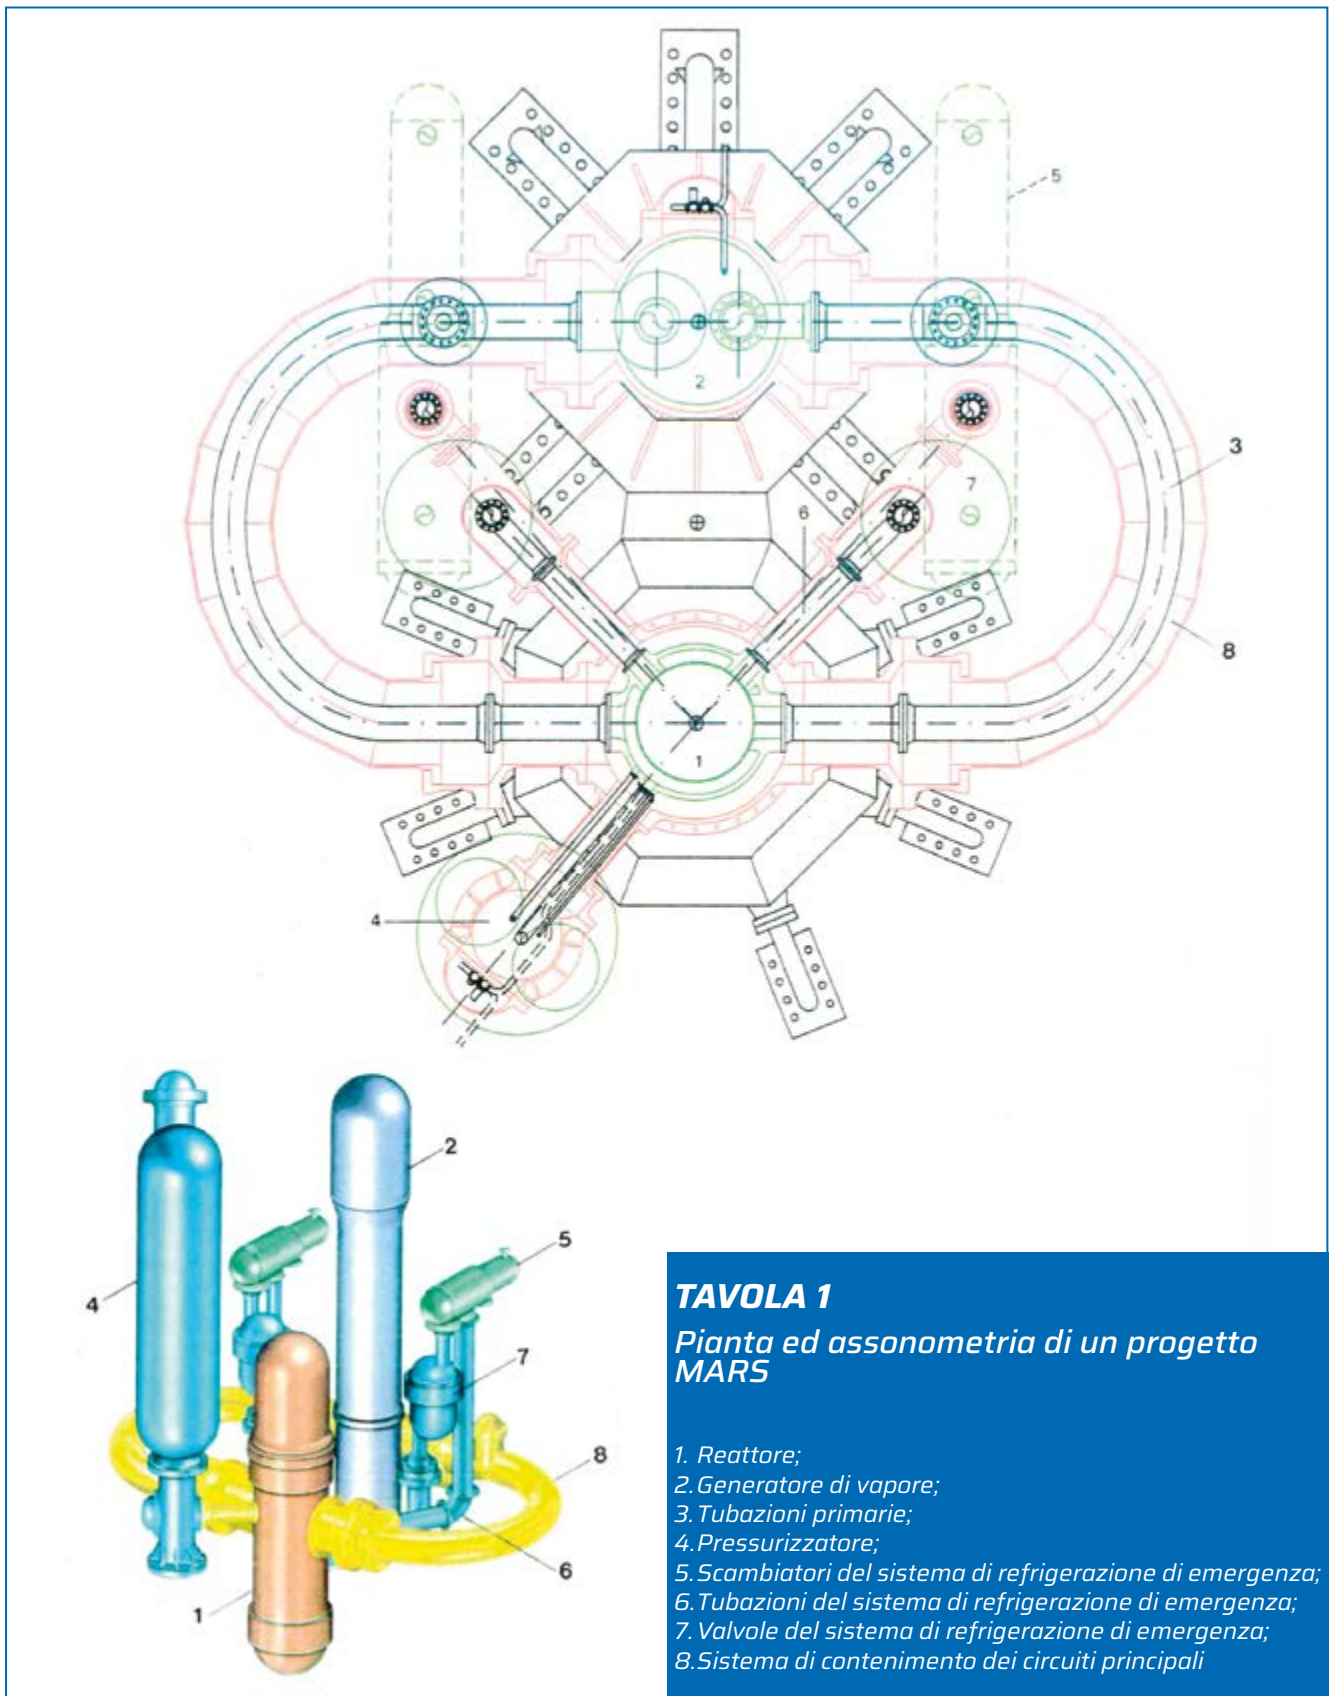 5
2
3
7
6
8
1
4
2
5
4
7
8
6
1
TAVOLA 1
Pianta ed assonometria di un progetto
MARS
1. Reattore;
2. Generatore di vapore;
3. Tubazioni primarie;
4. Pressurizzatore;
5. Scambiatori del sistema di refrigerazione di emergenza;
6. Tubazioni del sistema di refrigerazione di emergenza;
7. Valvole del sistema di refrigerazione di emergenza;
8. Sistema di contenimento dei circuiti principali